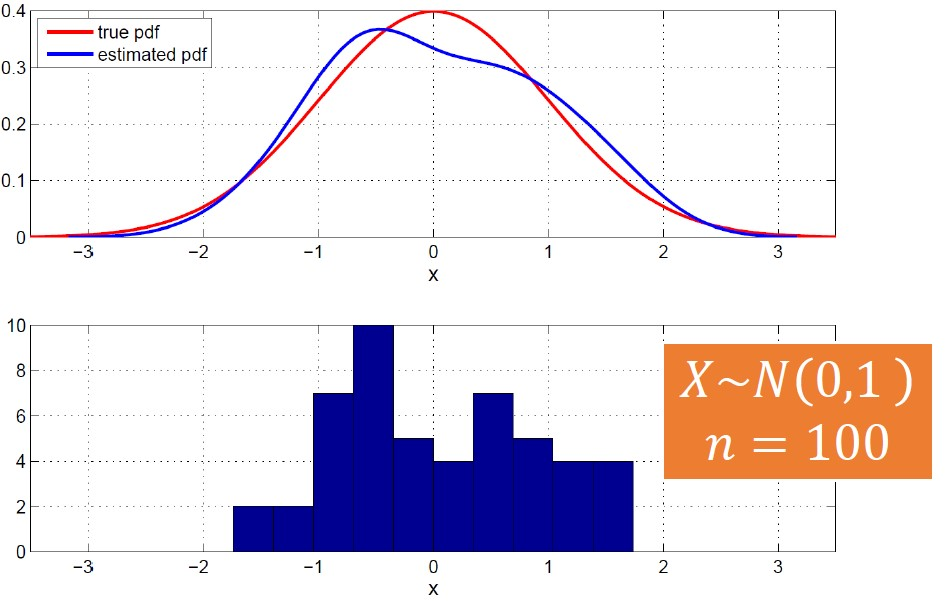 0.4
true pdf
estimated pdf
0.3
0.2
0.1
0
−3 −2 −1 0 1 2 3
x
10
8
6
4
2
0
−3 −2 −1 0 1 2 3
x
X~N(0,1 )
n = 100